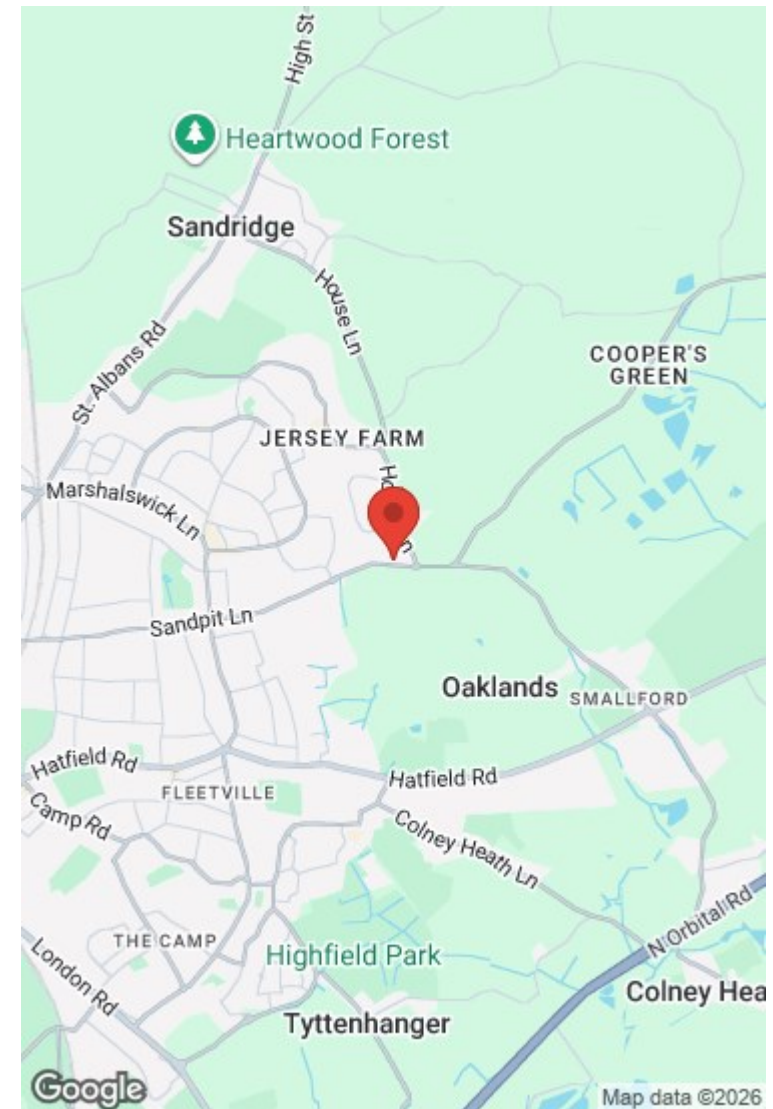 High St
Heartwood Forest
Sandridge
House Ln
St. Albans Rd
COOPER'S
GREEN
JERSEY FARM
Marshalswick Ln
Sandpit Ln
Oaklands
SMALLFORD
Hatfield Rd
Hatfield Rd
FLEETVILLE
Camp Rd
Colney Heath Ln
N Orbital Rd
THE CAMP
Highfield Park
London Rd
Colney Hea
Tyttenhanger
Google
Map data ©2026